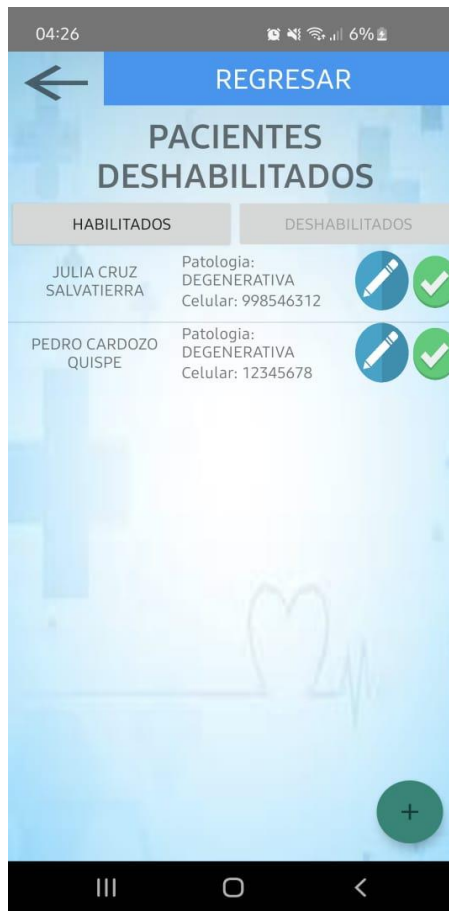 04:26 6%
REGRESAR
PACIENTES
DESHABILITADOS
HABILITADOS DESHABILITADOS
JULIA CRUZ
SALVATIERRA
Patologia:
DEGENERATIVA
Celular: 998546312
PEDRO CARDOZO
QUISPE
Patologia:
DEGENERATIVA
Celular: 12345678
+